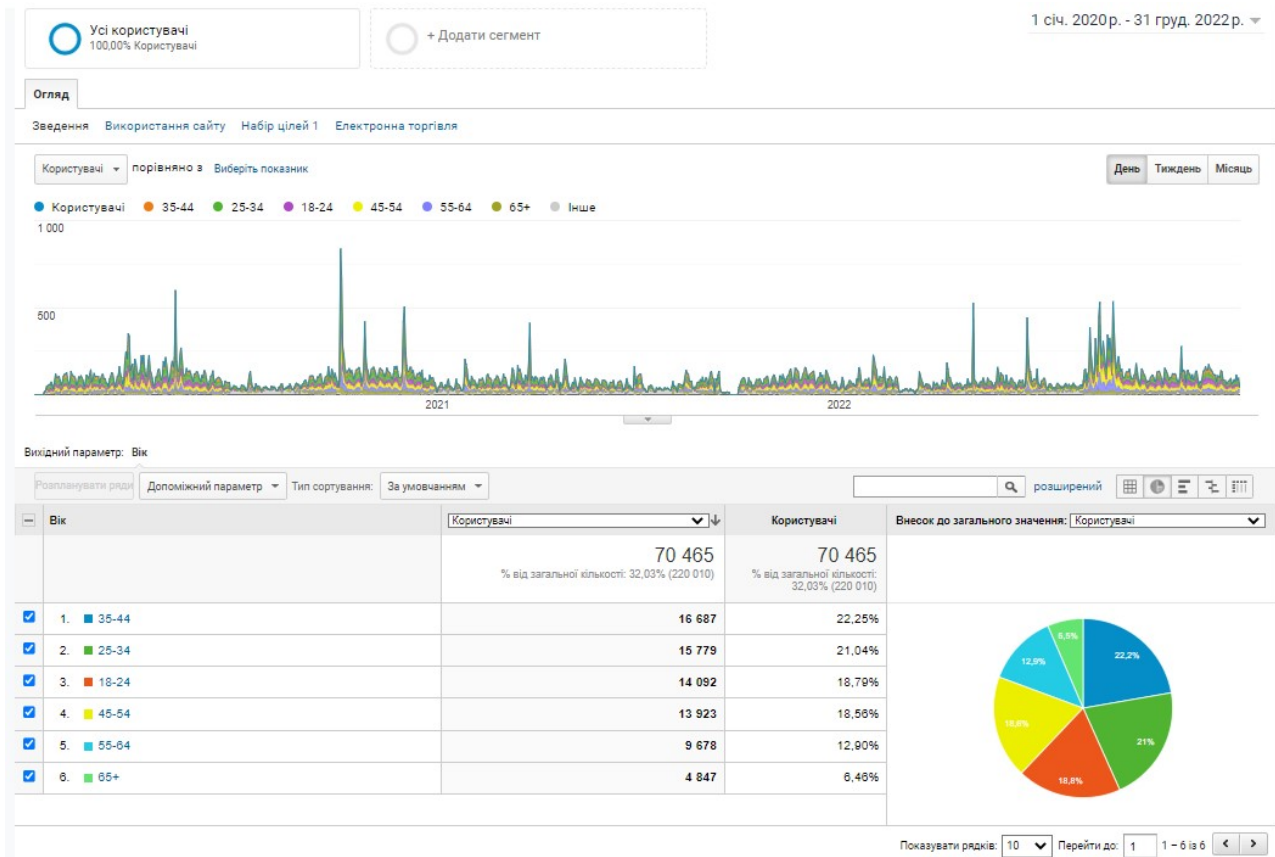 Усі користувачі
100,00% Користувачі
+ Додати сегмент
1 січ. 2020 р. - 31 груд. 2022 р.
Огляд
Зведення Використання сайту Набір цілей 1 Електронна торгівля
Користувачі порівняно з Виберіть показник
День Тиждень Місяць
Користувачі 35-44 25-34 18-24 45-54 55-64 65+ Інше
1 000
500
2021 2022
Вихідний параметр: Вік
Розпланувати ряди Допоміжний параметр Тип сортування: За умовчанням розширений
Вік Користувачі Користувачі Внесок до загального значення: Користувачі
70 465 70 465
% від загальної кількості: 32,03% (220 010) % від загальної кількості:
32,03% (220 010)
1. 35-44 16 687 22,25%
2. 25-34 15 779 21,04%
3. 18-24 14 092 18,79%
4. 45-54 13 923 18,56%
5. 55-64 9 678 12,90%
6. 65+ 4 847 6,46%
6,5%
12,9% 22,2%
18,6%
21%
18,8%
Показувати рядків: 10 Перейти до: 1 1 – 6 із 6